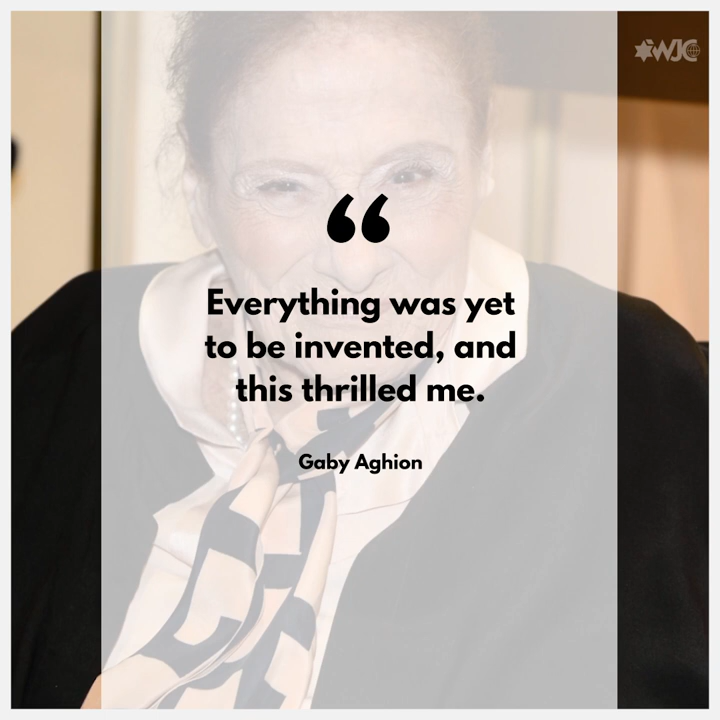 WJC
“
Everything was yet
to be invented, and
this thrilled me.
Gaby Aghion